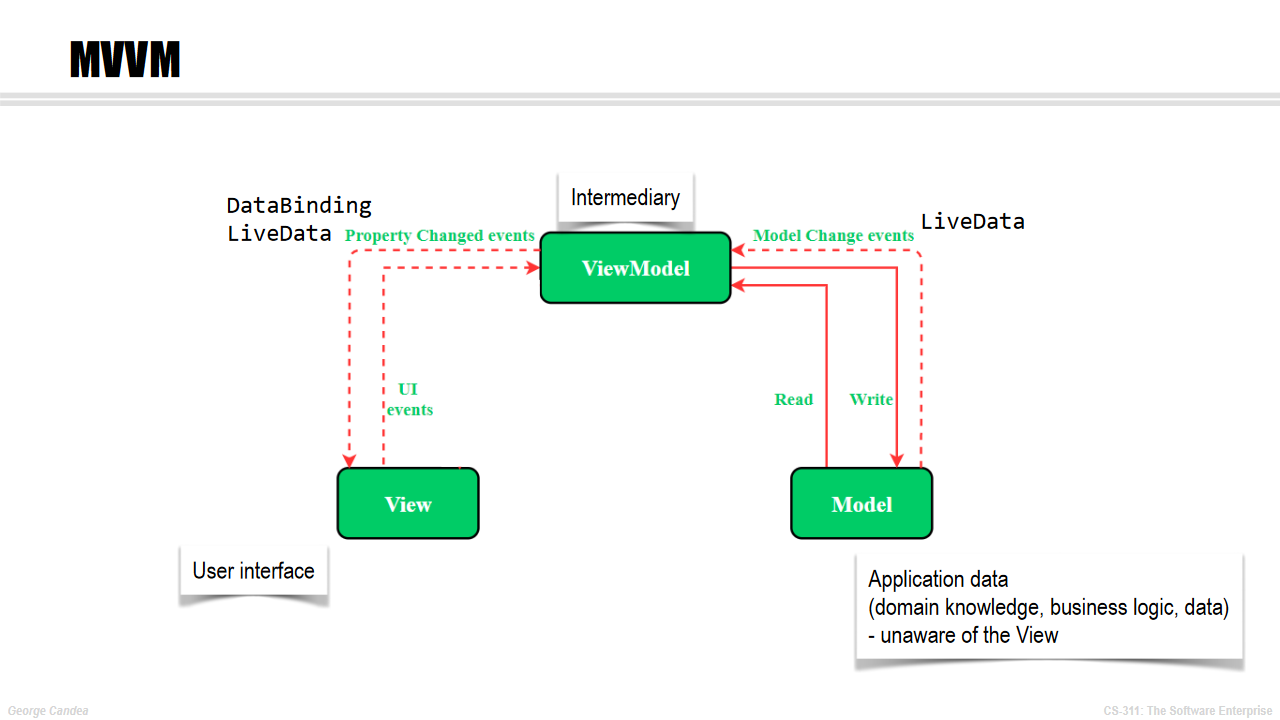 MVVM
Intermediary
DataBinding
LiveData
Property Changed events
Model Change events
LiveData
ViewModel
UI
events
Read
Write
View
Model
User interface
Application data
(domain knowledge, business logic, data)
- unaware of the View
George Candea
CS-311: The Software Enterprise